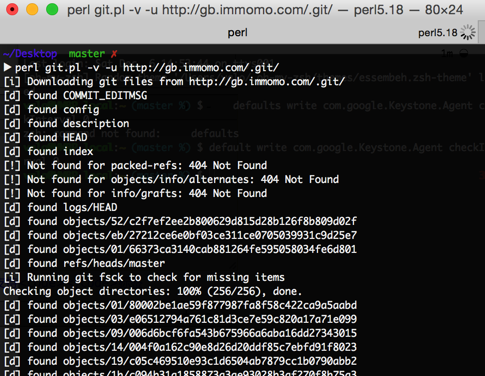 perl git.pl -v -u http://gb.immomo.com/.git/ — perl5.18 — 80×24
perl
perl5.18
~/Desktop master ✗
▶ perl git.pl -v -u http://gb.immomo.com/.git/
[i] Downloading git files from http://gb.immomo.com/.git/
[d] found COMMIT_EDITMSG
[d] found config
[d] found description
[d] found HEAD
[d] found index
[!] Not found for packed-refs: 404 Not Found
[!] Not found for objects/info/alternates: 404 Not Found
[!] Not found for info/grafts: 404 Not Found
[d] found logs/HEAD
[d] found objects/52/c2f7ef2ee2b800629d815d28b126f8b809d02f
[d] found objects/eb/27212ce6e0bf03ce311ce0705039931c9d25e7
[d] found objects/01/66373ca3140cab881264fe595058034fe6d801
[d] found refs/heads/master
[i] Running git fsck to check for missing items
Checking object directories: 100% (256/256), done.
[d] found objects/01/80002be1ae59f877987fa8f58c422ca9a5aabd
[d] found objects/03/e06512794a761c81d3ce7e59c820a17a71e099
[d] found objects/09/006d6bcf6fa543b675966a6aba16dd27343015
[d] found objects/14/004f0a162c90e8d26d20ddf85c7ebfd91f8023
[d] found objects/19/c05c469510e93c1d6504ab7879cc1b0790abb2
[d] found